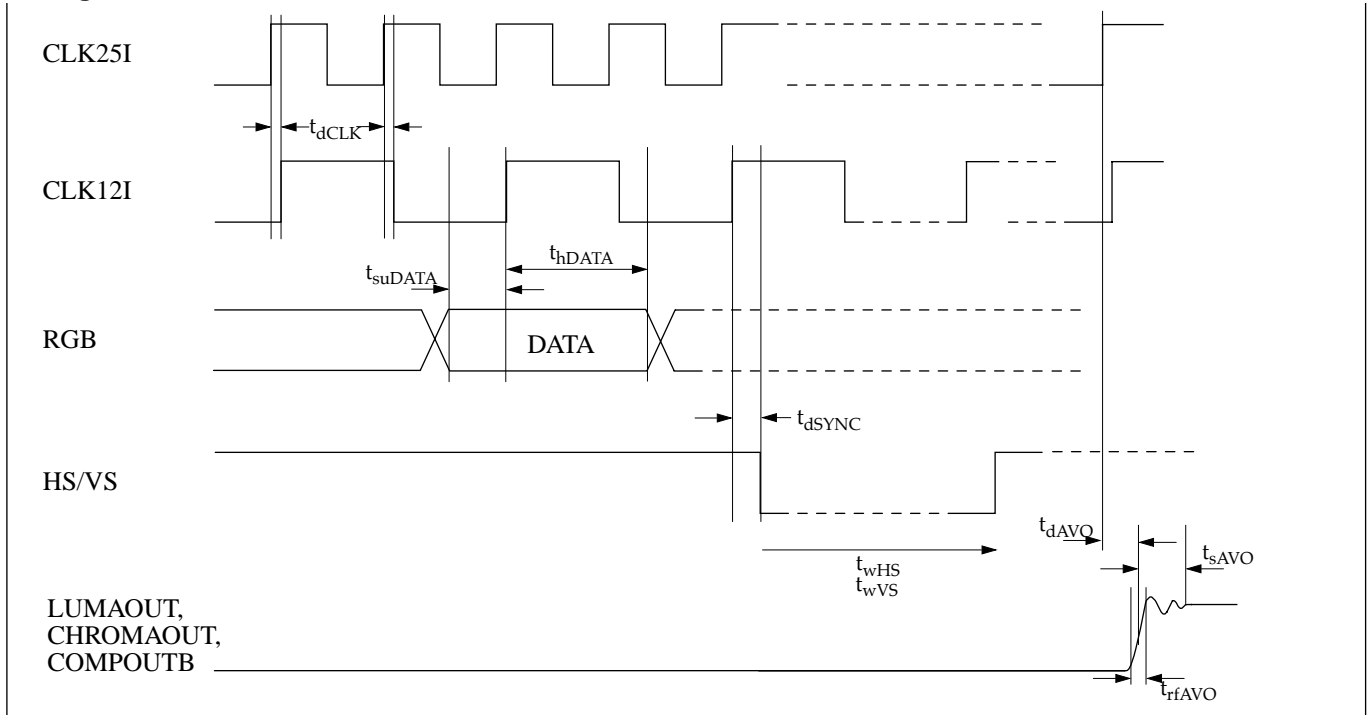 CLK25I
tdCLK
CLK12I
thDATA
tsuDATA
RGB
DATA
tdSYNC
HS/VS
tdAVO
tsAVO
twHS
twVS
LUMAOUT,
CHROMAOUT,
COMPOUTB
trfAVO